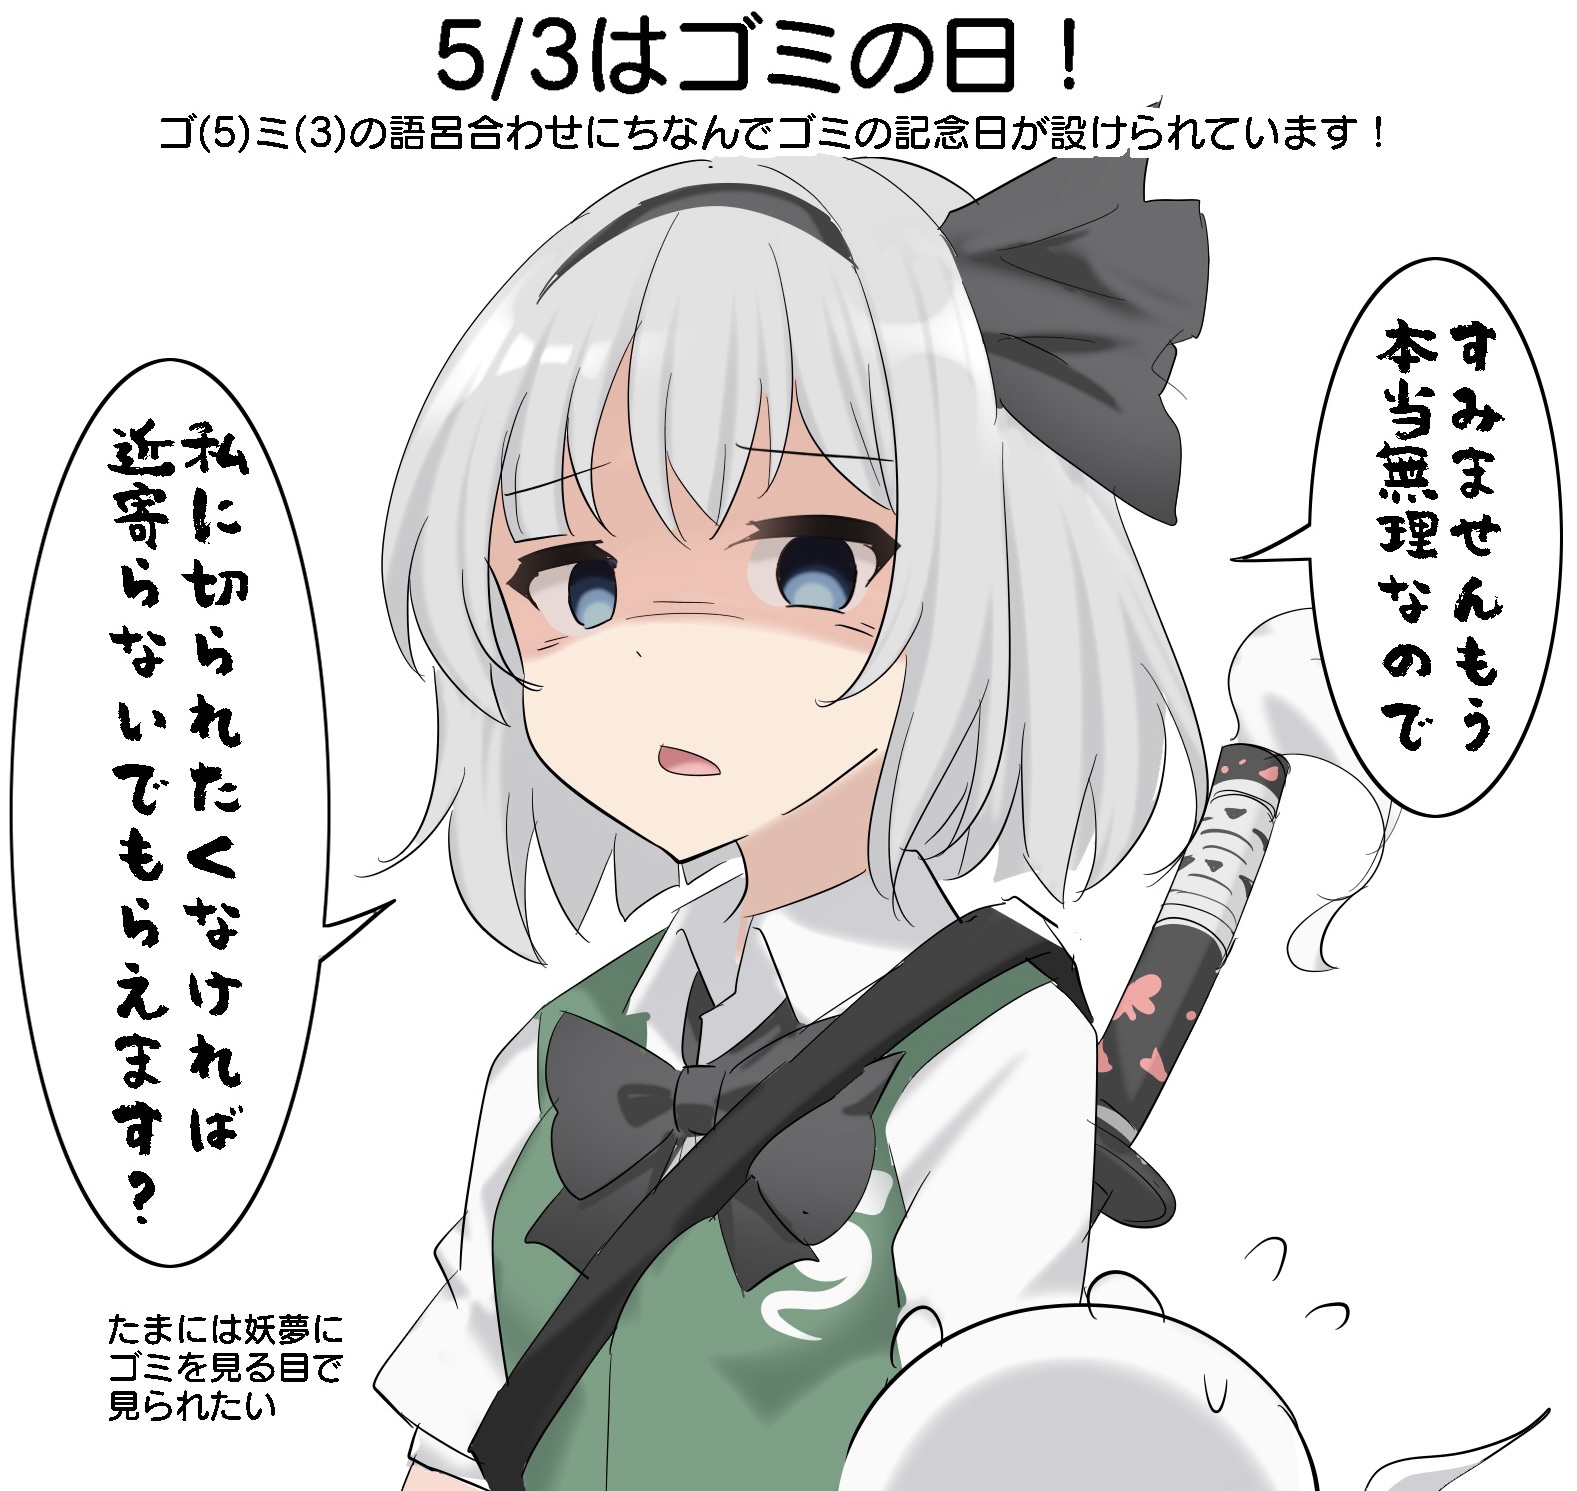 5/3はゴミの日！
ゴ(5)ミ(3)の語呂合わせにちなんでゴミの記念日が設けられています！
すみませんもう
本当無理なので
私に切られたくなければ
近寄らないでもらえます？
たまには妖夢に
ゴミを見る目で
見られたい